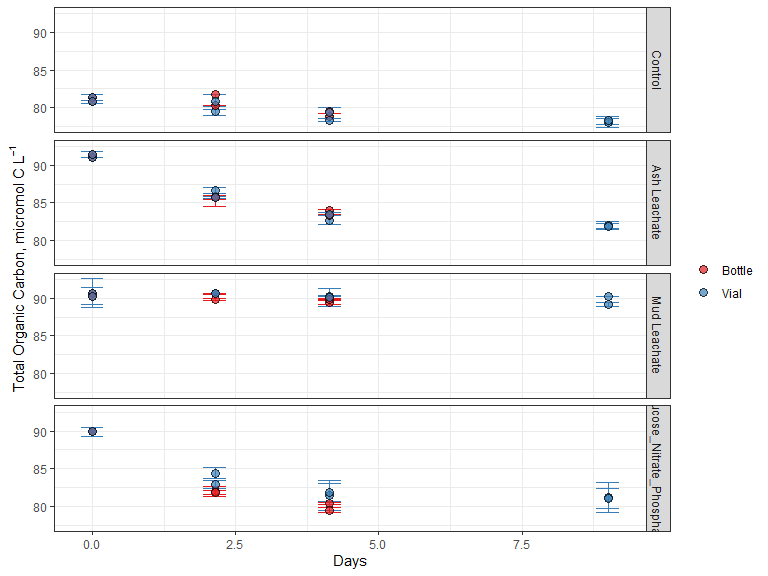 90
85
80
Control
90
85
80
Ash Leachate
90
85
80
Mud Leachate
90
85
80
ucose_Nitrate_Phospha
Total Organic Carbon, micromol C L⁻¹
0.0 2.5 5.0 7.5
Days
Bottle
Vial